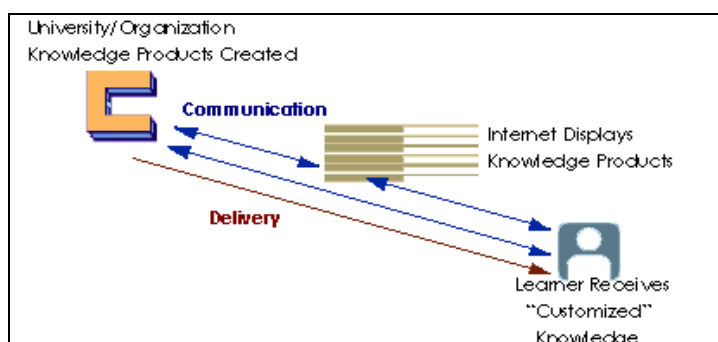 University/Organization
Knowledge Products Created
Communication
Internet Displays
Knowledge Products
Delivery
Learner Receives
"Customized"
Knowledge